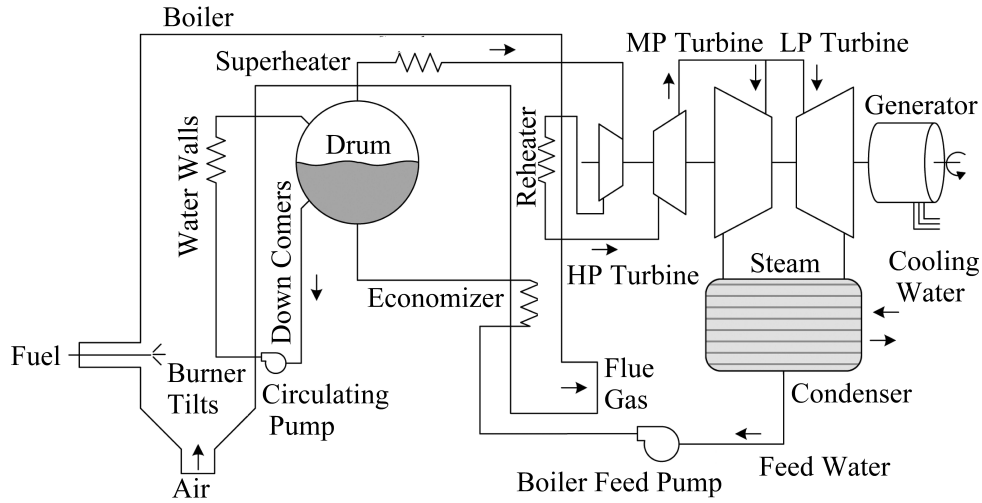 Boiler
MP Turbine
LP Turbine
Superheater
Generator
Drum
Water Walls
Reheater
Down Comers
HP Turbine
Steam
Cooling
Water
Economizer
Fuel
Burner
Tilts
Circulating
Pump
Flue
Gas
Condenser
Air
Boiler Feed Pump
Feed Water